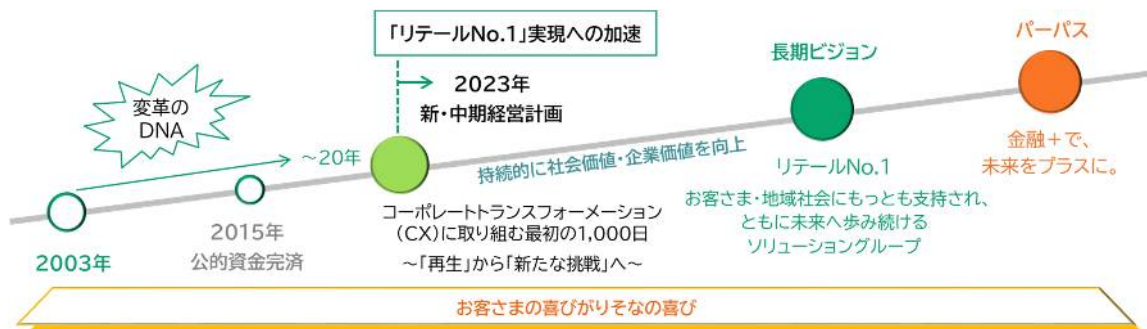 「リテールNo.1」実現への加速
変革の
DNA
～20年
2003年
2015年
公的資金完済
2023年
新・中期経営計画
コーポレートトランスフォーメーション
（CX）に取り組む最初の1,000日
～「再生」から「新たな挑戦」へ～
持続的に社会価値・企業価値を向上
長期ビジョン
リテールNo.1
お客さま・地域社会にもっとも支持され、
ともに未来へ歩み続ける
ソリューショングループ
パーパス
金融＋で、
未来をプラスに。
お客さまの喜びがりそなの喜び